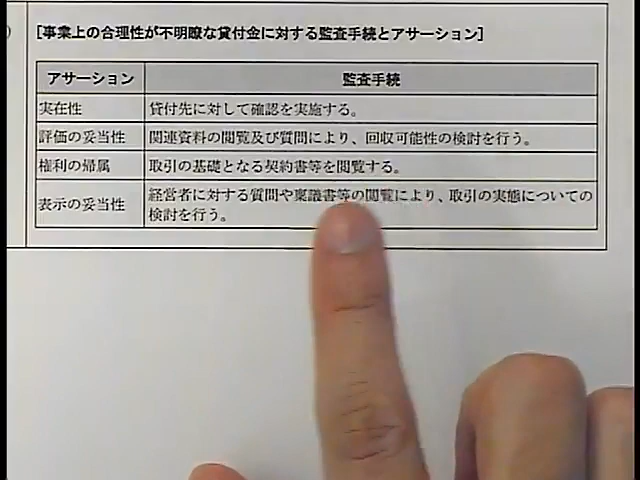 [事業上の合理性が不明瞭な貸付金に対する監査手続とアサーション]
アサーション 監査手続
実在性 貸付先に対して確認を実施する。
評価の妥当性 関連資料の閲覧及び質問により、回収可能性の検討を行う。
権利の帰属 取引の基礎となる契約書等を閲覧する。
表示の妥当性 経営者に対する質問や稟議書等の閲覧により、取引の実態についての
検討を行う。